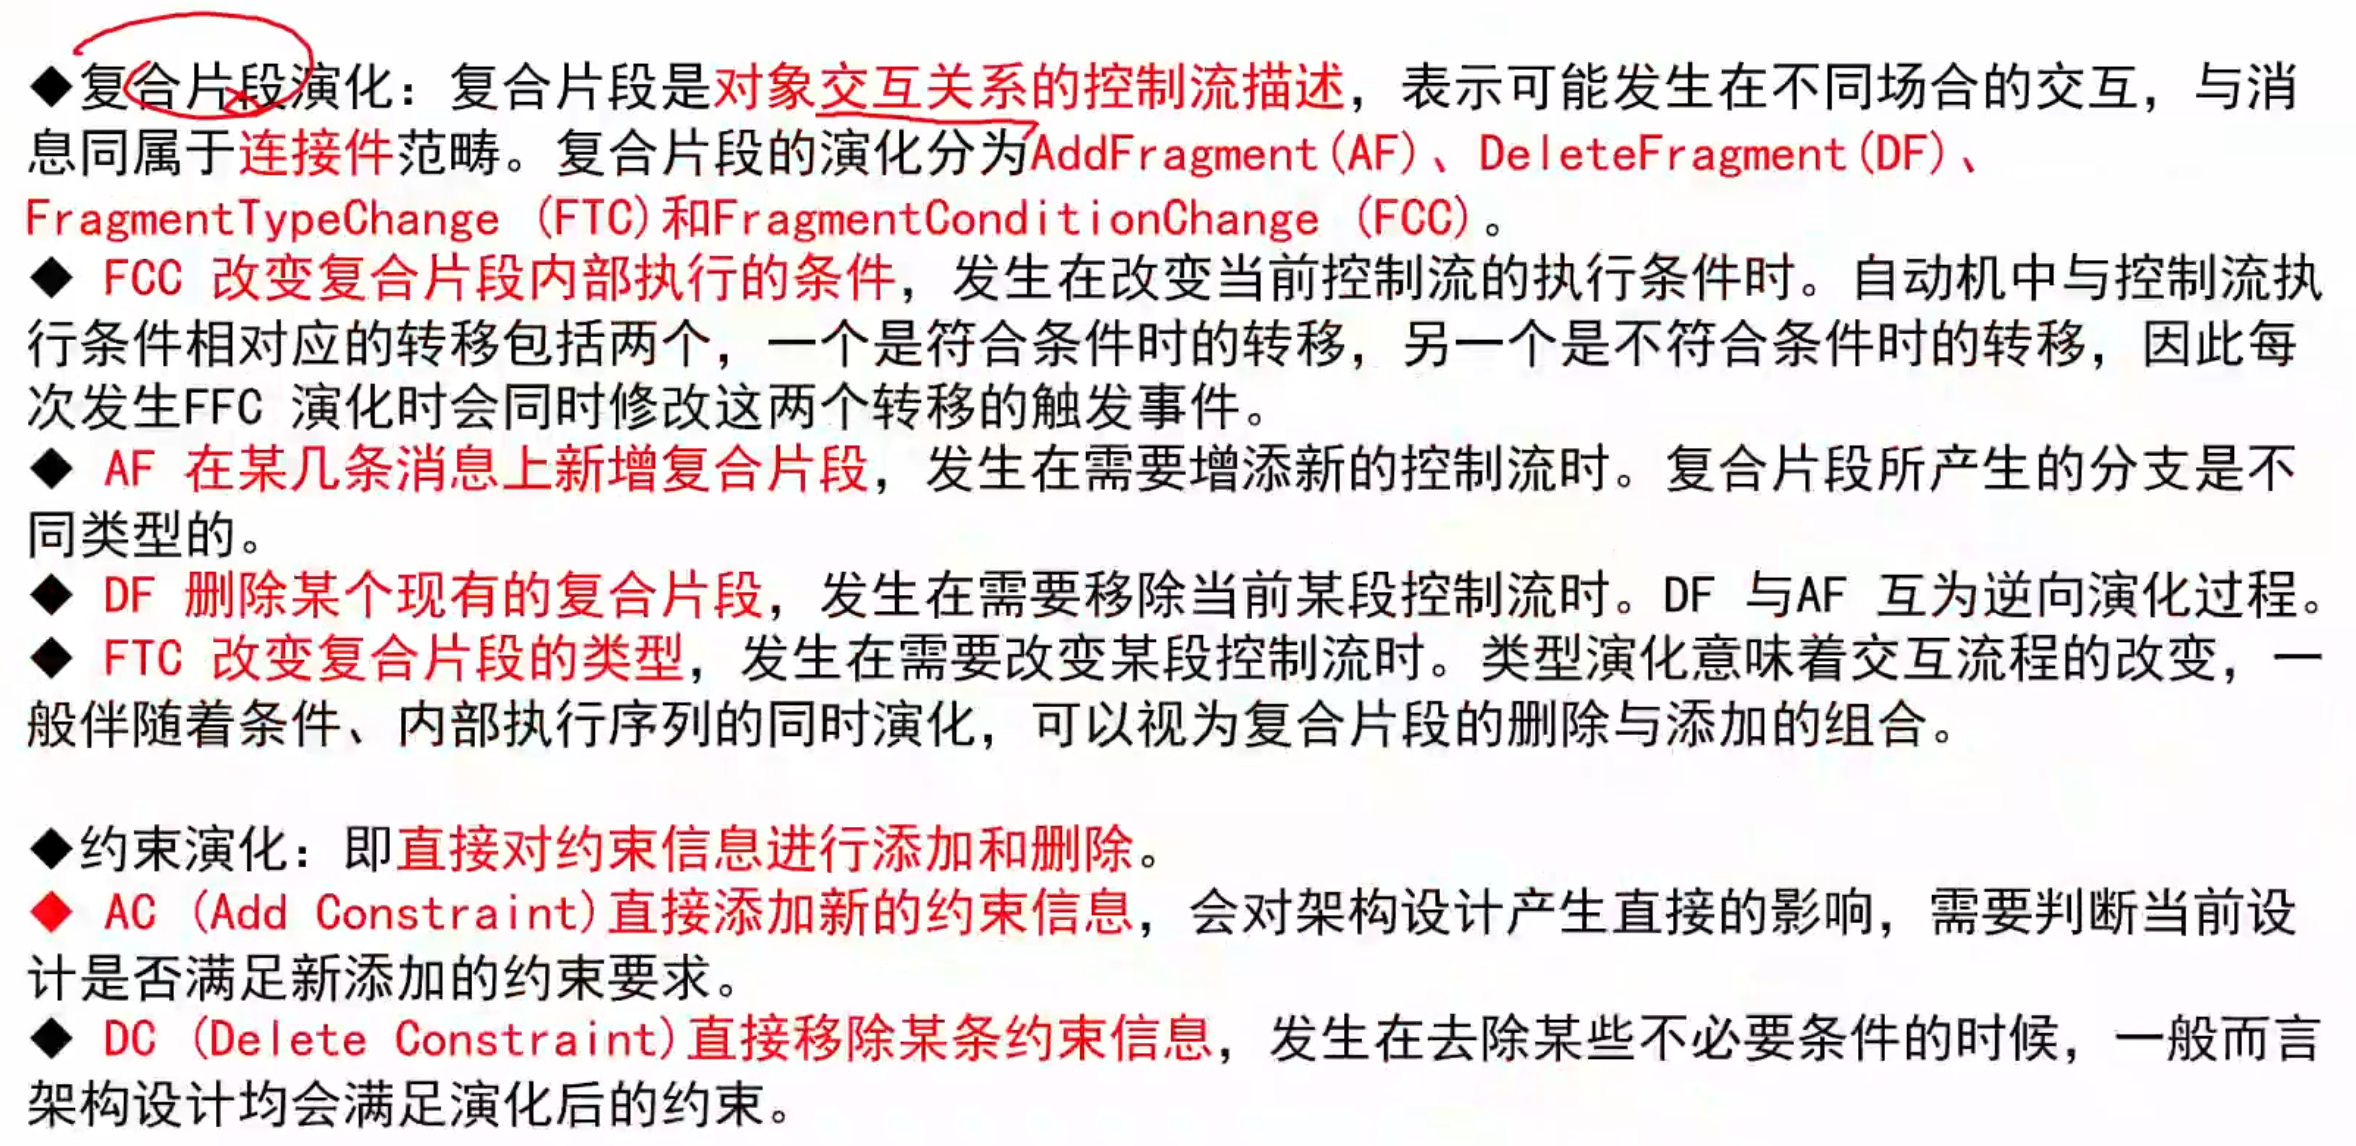 ◆复合片段演化：复合片段是对象交互关系的控制流描述，表示可能发生在不同场合的交互，与消
息同属于连接件范畴。复合片段的演化分为AddFragment(AF)、DeleteFragment(DF)、
FragmentTypeChange (FTC)和FragmentConditionChange (FCC)。
◆ FCC 改变复合片段内部执行的条件，发生在改变当前控制流的执行条件时。自动机中与控制流执
行条件相对应的转移包括两个，一个是符合条件时的转移，另一个是不符合条件时的转移，因此每
次发生FFC 演化时会同时修改这两个转移的触发事件。
◆ AF 在某几条消息上新增复合片段，发生在需要增添新的控制流时。复合片段所产生的分支是不
同类型的。
◆ DF 删除某个现有的复合片段，发生在需要移除当前某段控制流时。DF 与AF 互为逆向演化过程。
◆ FTC 改变复合片段的类型，发生在需要改变某段控制流时。类型演化意味着交互流程的改变，一
般伴随着条件、内部执行序列的同时演化，可以视为复合片段的删除与添加的组合。
◆约束演化：即直接对约束信息进行添加和删除。
◆ AC (Add Constraint)直接添加新的约束信息，会对架构设计产生直接的影响，需要判断当前设
计是否满足新添加的约束要求。
◆ DC (Delete Constraint)直接移除某条约束信息，发生在去除某些不必要条件的时候，一般而言
架构设计均会满足演化后的约束。